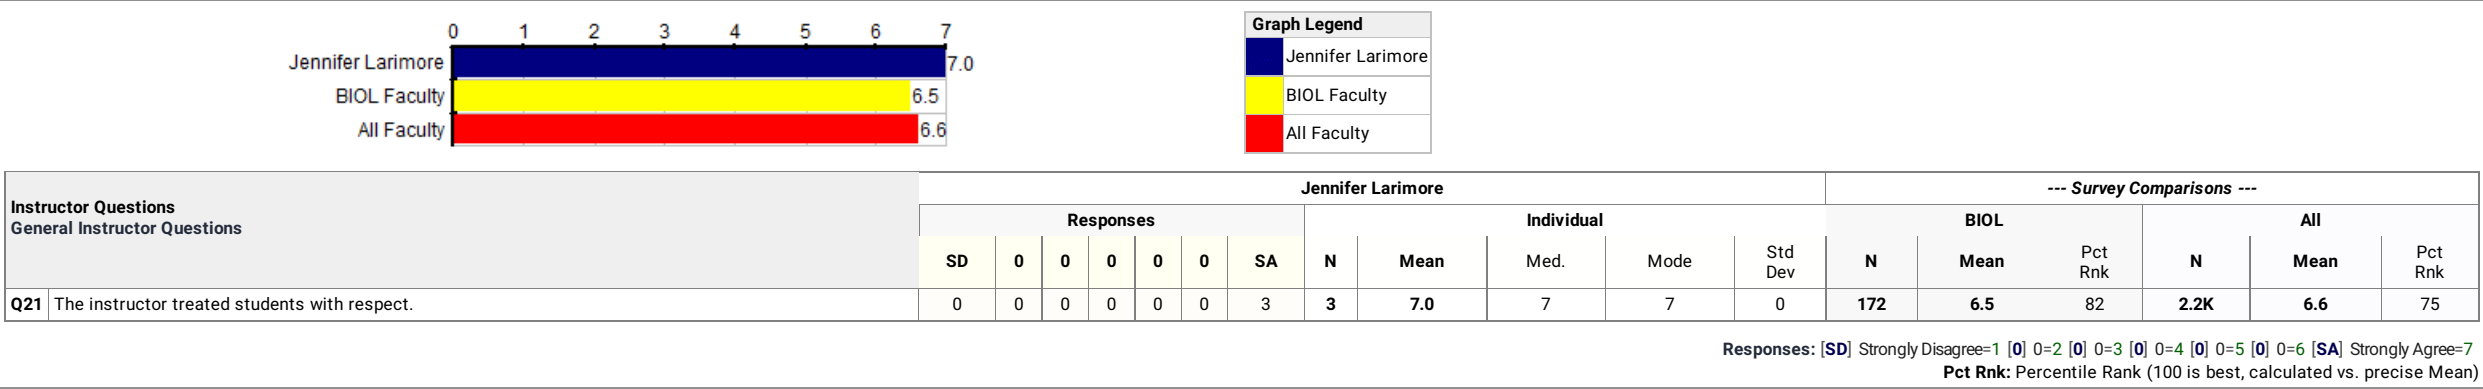 0 1 2 3 4 5 6 7
Jennifer Larimore 7.0
BIOL Faculty 6.5
All Faculty 6.6
Graph Legend
Jennifer Larimore
BIOL Faculty
All Faculty
Instructor Questions
General Instructor Questions
Jennifer Larimore --- Survey Comparisons ---
Responses Individual BIOL All
SD 0 0 0 0 0 SA N Mean Med. Mode Std Dev N Mean Pct Rnk N Mean Pct Rnk
Q21 The instructor treated students with respect. 0 0 0 0 0 0 3 3 7.0 7 7 0 172 6.5 82 2.2K 6.6 75
Responses: [SD] Strongly Disagree=1 [0] 0=2 [0] 0=3 [0] 0=4 [0] 0=5 [0] 0=6 [SA] Strongly Agree=7
Pct Rnk: Percentile Rank (100 is best, calculated vs. precise Mean)